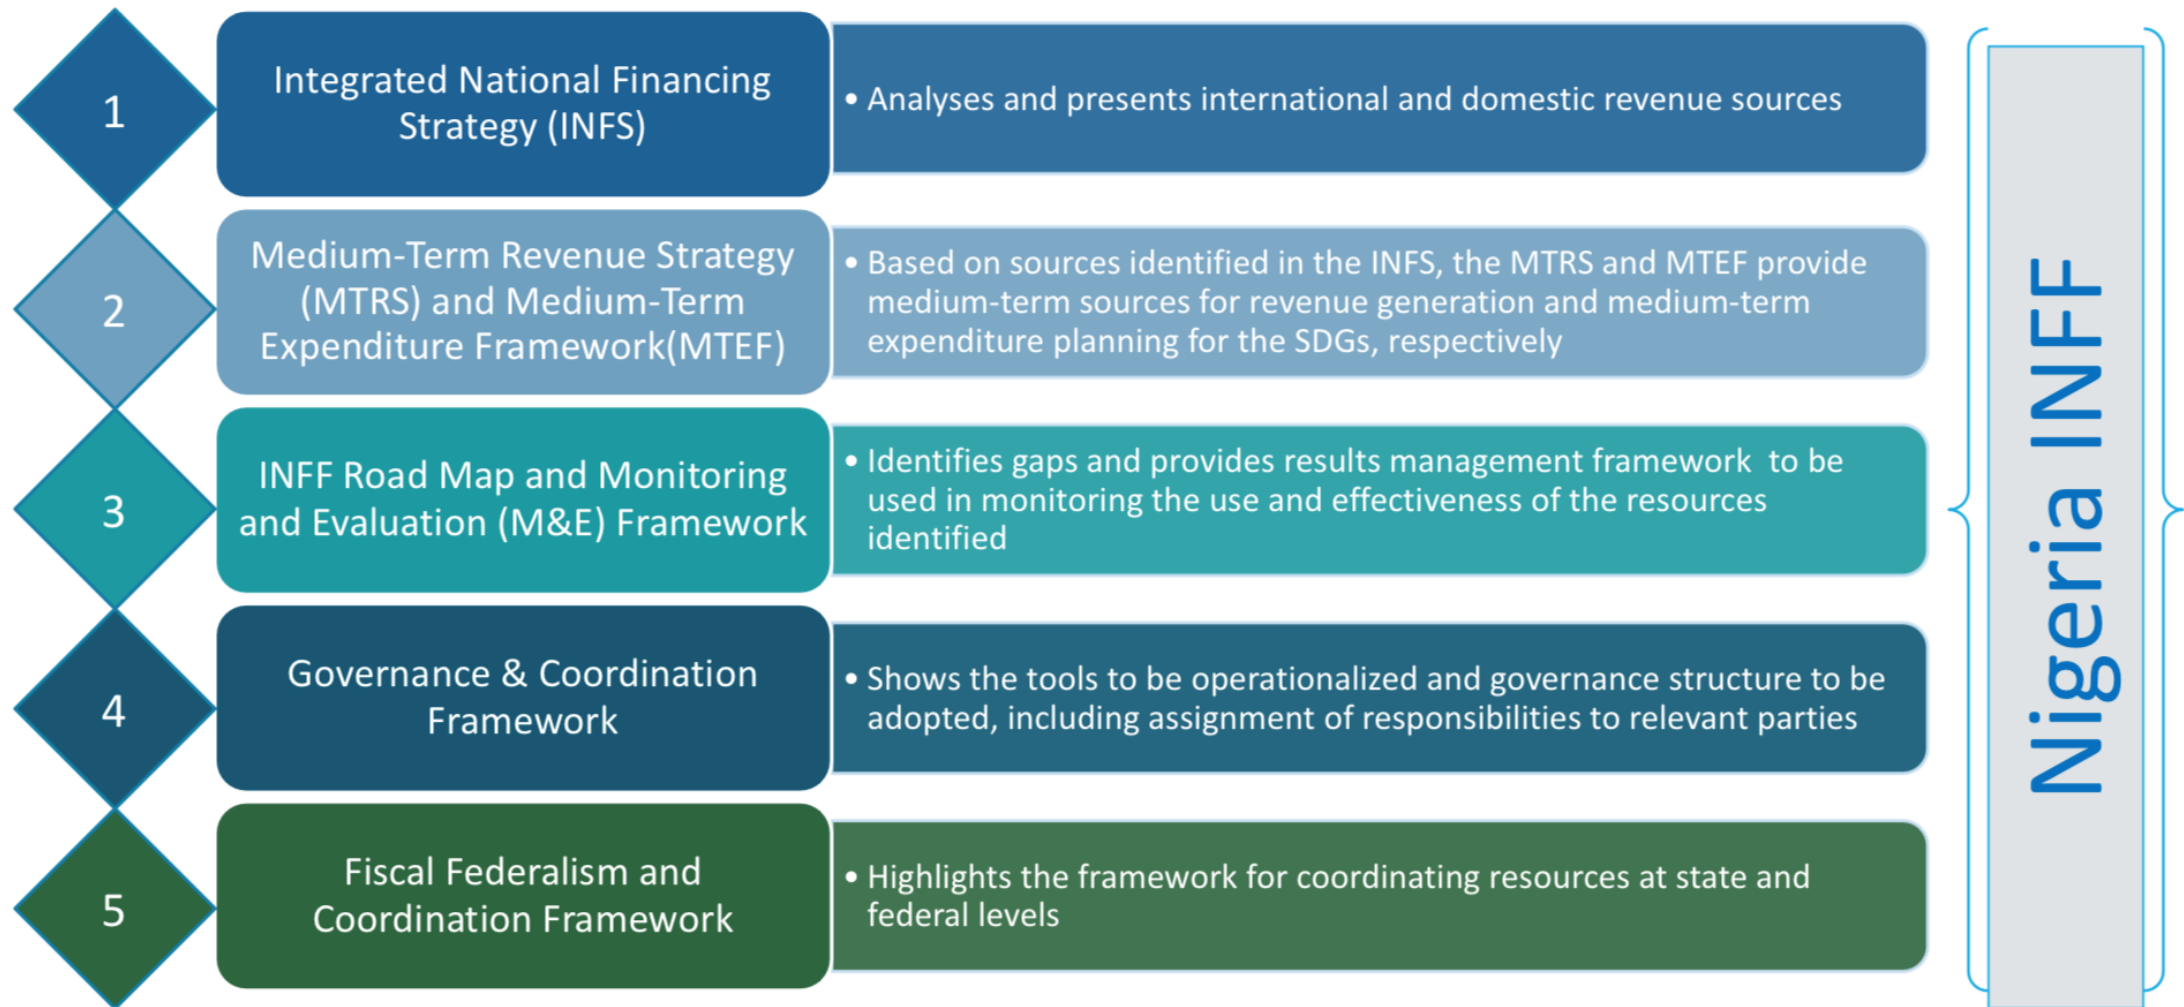 1
Integrated National Financing
Strategy (INFS)
• Analyses and presents international and domestic revenue sources
2
Medium-Term Revenue Strategy
(MTRS) and Medium-Term
Expenditure Framework(MTEF)
• Based on sources identified in the INFS, the MTRS and MTEF provide
medium-term sources for revenue generation and medium-term
expenditure planning for the SDGs, respectively
3
INFF Road Map and Monitoring
and Evaluation (M&E) Framework
• Identifies gaps and provides results management framework  to be
used in monitoring the use and effectiveness of the resources
identified
4
Governance & Coordination
Framework
• Shows the tools to be operationalized and governance structure to be
adopted, including assignment of responsibilities to relevant parties
5
Fiscal Federalism and
Coordination Framework
• Highlights the framework for coordinating resources at state and
federal levels
Nigeria INFF